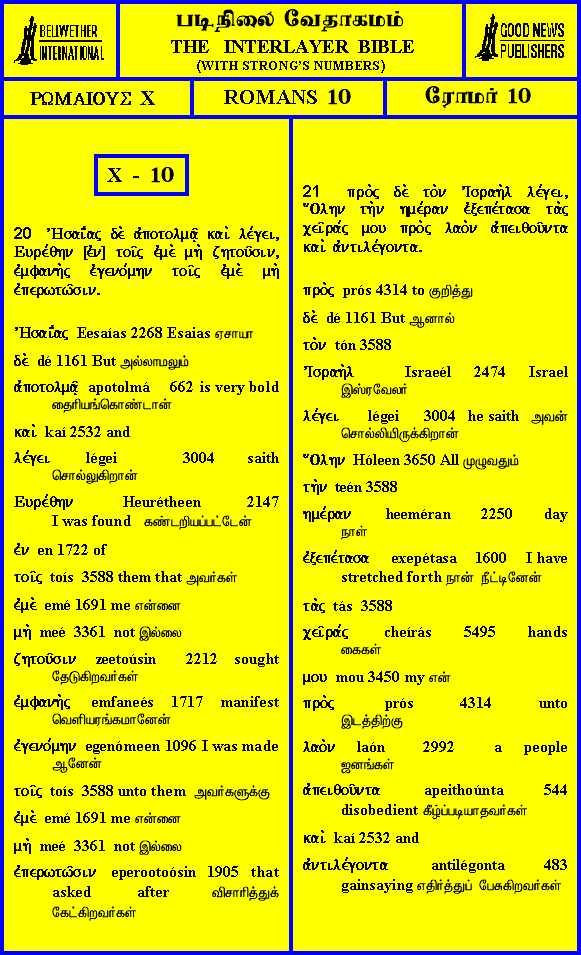 BELLWETHER
INTERNATIONAL
படிநிலை வேதாகமம்
THE INTERLAYER BIBLE
(WITH STRONG'S NUMBERS)
GOOD NEWS
PUBLISHERS
ΡΩΜΑΙΟΥΣ X
ROMANS 10
ரோமர் 10
X - 10
20 Ἠσαΐας δὲ ἀποτολμᾷ καὶ λέγει,
Ευρέθην [ἐν] τοῖς ἐμὲ μὴ ζητοῦσιν,
ἐμφανὴς ἐγενόμην τοῖς ἐμὲ μὴ
ἐπερωτῶσιν.
Ἠσαΐας Eesaías 2268 Esaias ஏசாயா
δὲ dé 1161 But அல்லாமலும்
ἀποτολμᾷ apotolmá 662 is very bold
தைரியங்கொண்டான்
καὶ kaí 2532 and
λέγει légei 3004 saith
சொல்லுகிறான்
Ευρέθην Heurétheen 2147
I was found கண்டறியப்பட்டேன்
ἐν en 1722 of
τοῖς toís 3588 them that அவர்கள்
ἐμὲ emé 1691 me என்னை
μὴ meé 3361 not இல்லை
ζητοῦσιν zeetoúsin 2212 sought
தேடுகிறவர்கள்
ἐμφανὴς emfaneés 1717 manifest
வெளியரங்கமானேன்
ἐγενόμην egenómeen 1096 I was made
ஆனேன்
τοῖς toís 3588 unto them அவர்களுக்கு
ἐμὲ emé 1691 me என்னை
μὴ meé 3361 not இல்லை
ἐπερωτῶσιν eperootoósin 1905 that
asked after விசாரித்துக்
கேட்கிறவர்கள்
21 πρὸς δὲ τὸν Ἰσραὴλ λέγει,
Ὅλην τὴν ημέραν ἐξεπέτασα τὰς
χεῖράς μου πρὸς λαὸν ἀπειθοῦντα
καὶ ἀντιλέγοντα.
πρὸς prós 4314 to குறித்து
δὲ dé 1161 But ஆனால்
τὸν tón 3588
Ἰσραὴλ Israeél 2474 Israel
இஸ்ரவேலர்
λέγει légei 3004 he saith அவன்
சொல்லியிருக்கிறான்
Ὅλην Hóleen 3650 All முழுவதும்
τὴν teén 3588
ημέραν heeméran 2250 day
நாள்
ἐξεπέτασα exepétasa 1600 I have
stretched forth நான் நீட்டினேன்
τὰς tás 3588
χεῖράς cheírás 5495 hands
கைகள்
μου mou 3450 my என்
πρὸς prós 4314 unto
இடத்திற்கு
λαὸν laón 2992 a people
ஜனங்கள்
ἀπειθοῦντα apeithoúnta 544
disobedient கீழ்ப்படியாதவர்கள்
καὶ kaí 2532 and
ἀντιλέγοντα antilégonta 483
gainsaying எதிர்த்துப் பேசுகிறவர்கள்